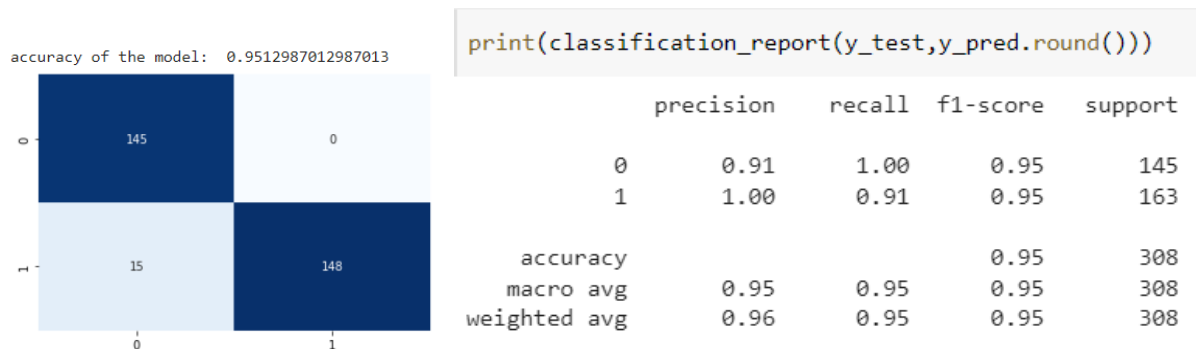 accuracy of the model:  0.9512987012987013
0
145
0
1
15
148
0
1
print(classification_report(y_test,y_pred.round()))
precision recall f1-score support
0 0.91 1.00 0.95 145
1 1.00 0.91 0.95 163
accuracy 0.95 308
macro avg 0.95 0.95 0.95 308
weighted avg 0.96 0.95 0.95 308